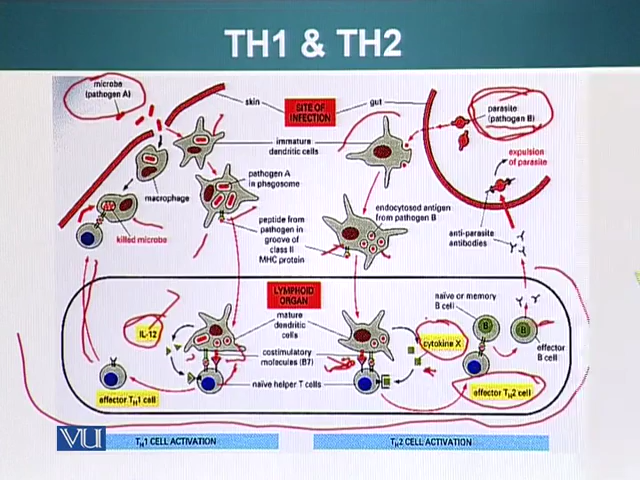 TH1 & TH2
microbe
(pathogen A)
skin
SITE OF
INFECTION
gut
parasite
(pathogen B)
immature
dendritic cells
expulsion
of parasite
macrophage
pathogen A
in phagosome
endocytosed antigen
from pathogen B
killed microbe
peptide from
pathogen in
groove of
class II
MHC protein
anti-parasite
antibodies
LYMPHOID
ORGAN
naïve or memory
B cell
IL-12
mature
dendritic
cells
cytokine X
B
B
effector
B cell
costimulatory
molecules (B7)
naïve helper T cells
effector TH1 cell
effector TH2 cell
VU
TH1 CELL ACTIVATION
TH2 CELL ACTIVATION